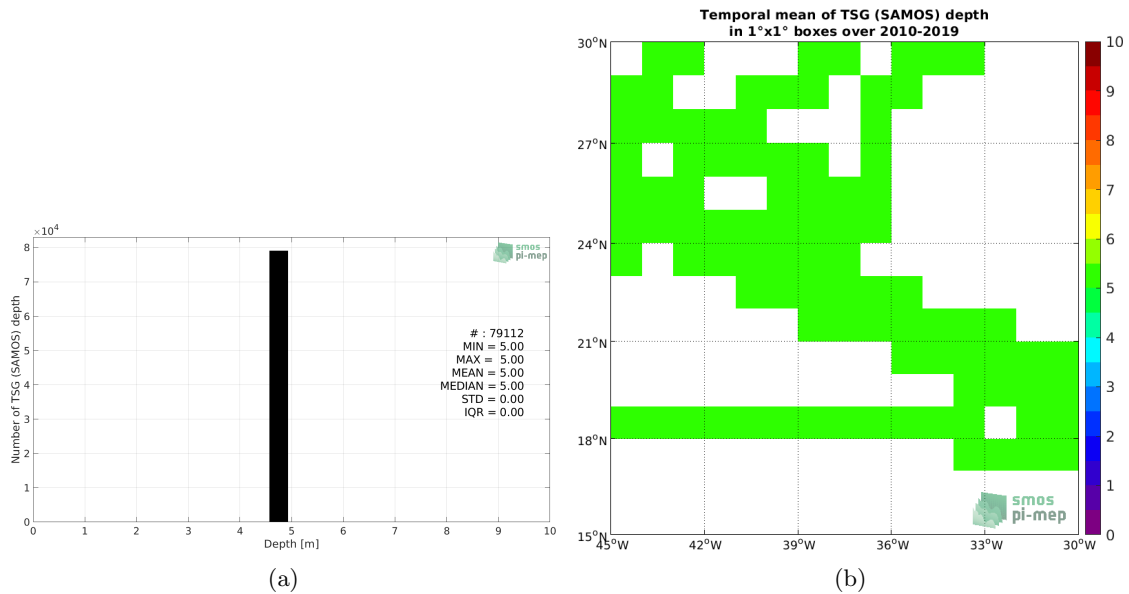 ×10⁴
8
7
6
5
4
3
2
1
0
Number of TSG (SAMOS) depth
smos
pi-mep
# : 79112
MIN = 5.00
MAX = 5.00
MEAN = 5.00
MEDIAN = 5.00
STD = 0.00
IQR = 0.00
0 1 2 3 4 5 6 7 8 9 10
Depth [m]
(a)
Temporal mean of TSG (SAMOS) depth
in 1°x1° boxes over 2010-2019
30°N
27°N
24°N
21°N
18°N
15°N
45°W 42°W 39°W 36°W 33°W 30°W
smos
pi-mep
10
9
8
7
6
5
4
3
2
1
0
(b)